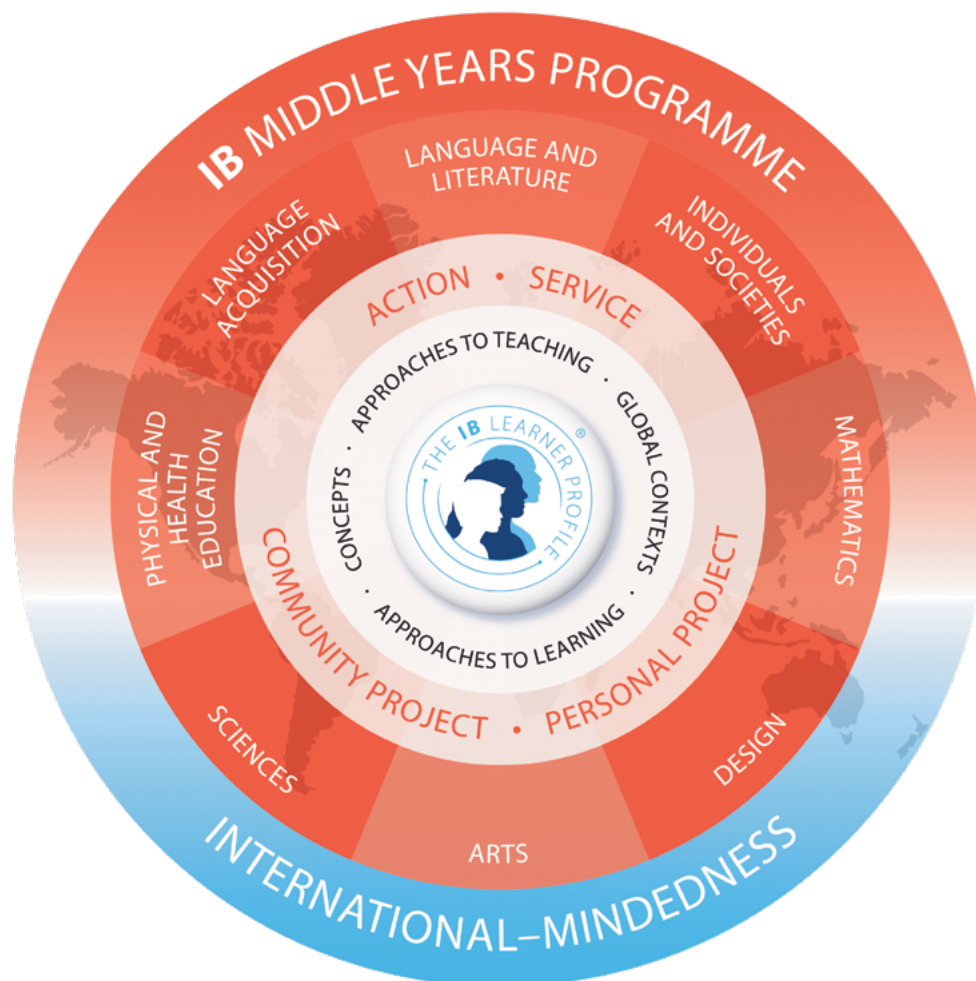 IB MIDDLE YEARS PROGRAMME
LANGUAGE AND
LITERATURE
INDIVIDUALS
AND SOCIETIES
MATHEMATICS
DESIGN
ARTS
SCIENCES
PHYSICAL AND
HEALTH
EDUCATION
LANGUAGE
ACQUISITION
ACTION • SERVICE
PERSONAL PROJECT
•
COMMUNITY PROJECT
APPROACHES TO TEACHING · GLOBAL CONTEXTS ·
APPROACHES TO LEARNING · CONCEPTS ·
• THE IB LEARNER PROFILE • ®
INTERNATIONAL–MINDEDNESS